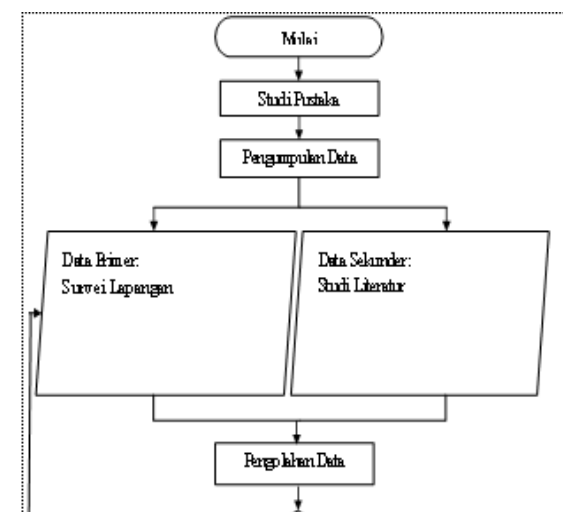 Mulai
Studi Pustaka
Pengumpulan Data
Data Primer:
Survei Lapangan
Data Sekunder:
Studi Literatur
Pengolahan Data